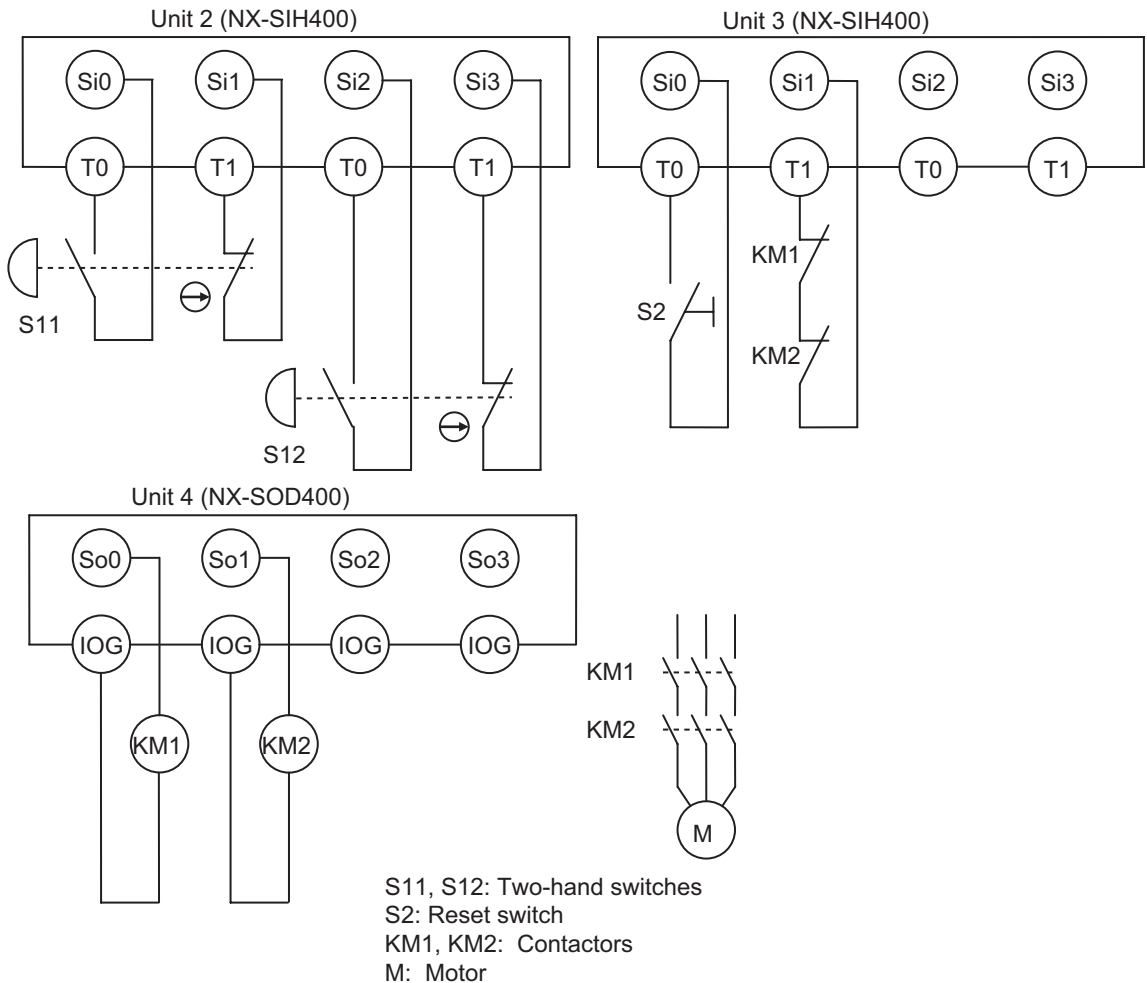 Unit 2 (NX-SIH400)
Unit 3 (NX-SIH400)
Si0 Si1 Si2 Si3
Si0 Si1 Si2 Si3
T0 T1 T0 T1
T0 T1 T0 T1
S11
KM1
S2
KM2
S12
Unit 4 (NX-SOD400)
So0 So1 So2 So3
IOG IOG IOG IOG
KM1 KM2
KM1
KM2
M
S11, S12: Two-hand switches
S2: Reset switch
KM1, KM2: Contactors
M: Motor